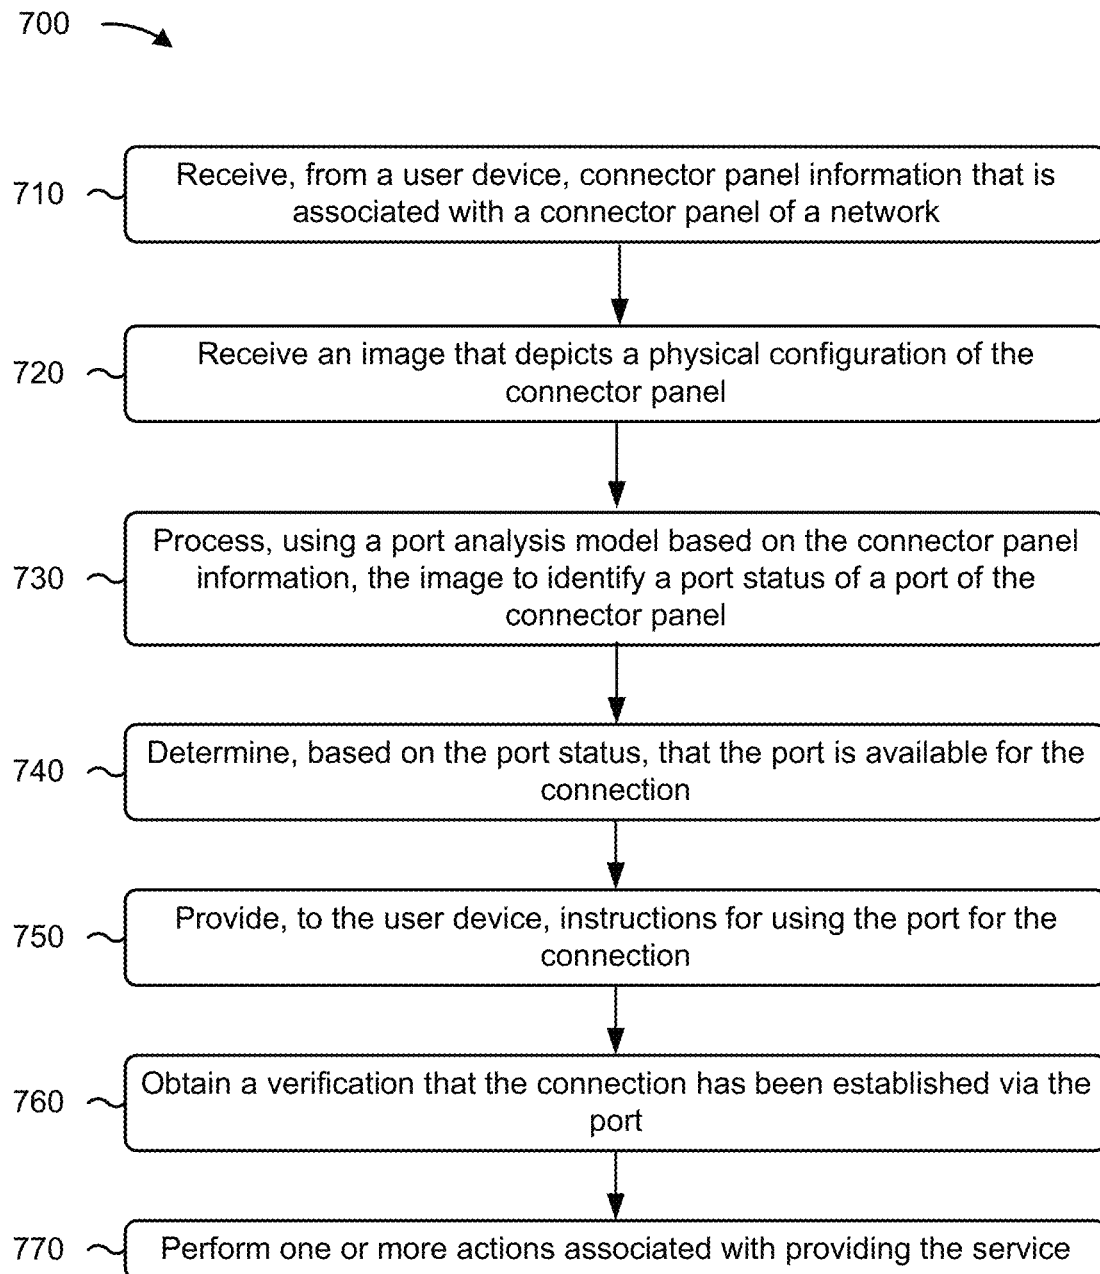 700
710
Receive, from a user device, connector panel information that is
associated with a connector panel of a network
720
Receive an image that depicts a physical configuration of the
connector panel
730
Process, using a port analysis model based on the connector panel
information, the image to identify a port status of a port of the
connector panel
740
Determine, based on the port status, that the port is available for the
connection
750
Provide, to the user device, instructions for using the port for the
connection
760
Obtain a verification that the connection has been established via the
port
770
Perform one or more actions associated with providing the service